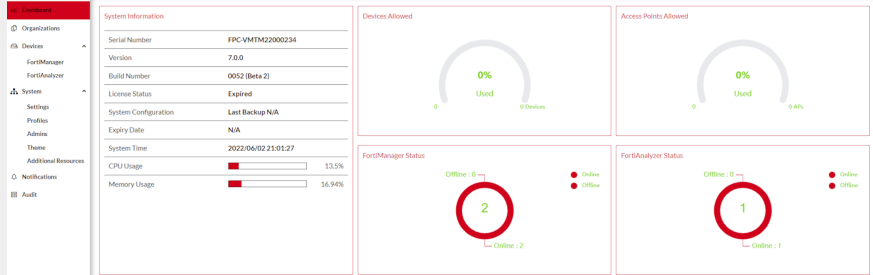 Dashboard
Organizations
Devices
FortiManager
FortiAnalyzer
System
Settings
Profiles
Admins
Theme
Additional Resources
Notifications
Audit
System Information
Serial Number FPC-VMTM22000234
Version 7.0.0
Build Number 0052 (Beta 2)
License Status Expired
System Configuration Last Backup N/A
Expiry Date N/A
System Time 2022/06/02 21:01:27
CPU Usage 13.5%
Memory Usage 16.94%
Devices Allowed
0%
Used
0 0 Devices
Access Points Allowed
0%
Used
0 0 APs
FortiManager Status
Offline : 0
Online
Offline
2
Online : 2
FortiAnalyzer Status
Offline : 0
Online
Offline
1
Online : 1